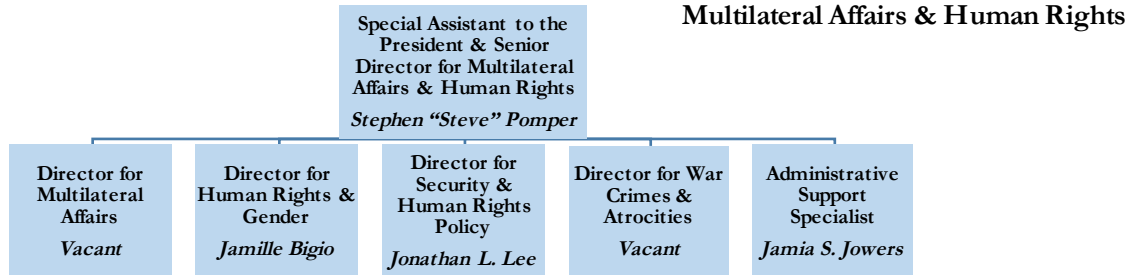 Multilateral Affairs & Human Rights
Special Assistant to the
President & Senior
Director for Multilateral
Affairs & Human Rights
Stephen “Steve” Pomper
Director for
Multilateral
Affairs
Vacant
Director for
Human Rights &
Gender
Jamille Bigio
Director for
Security &
Human Rights
Policy
Jonathan L. Lee
Director for War
Crimes &
Atrocities
Vacant
Administrative
Support
Specialist
Jamia S. Jowers